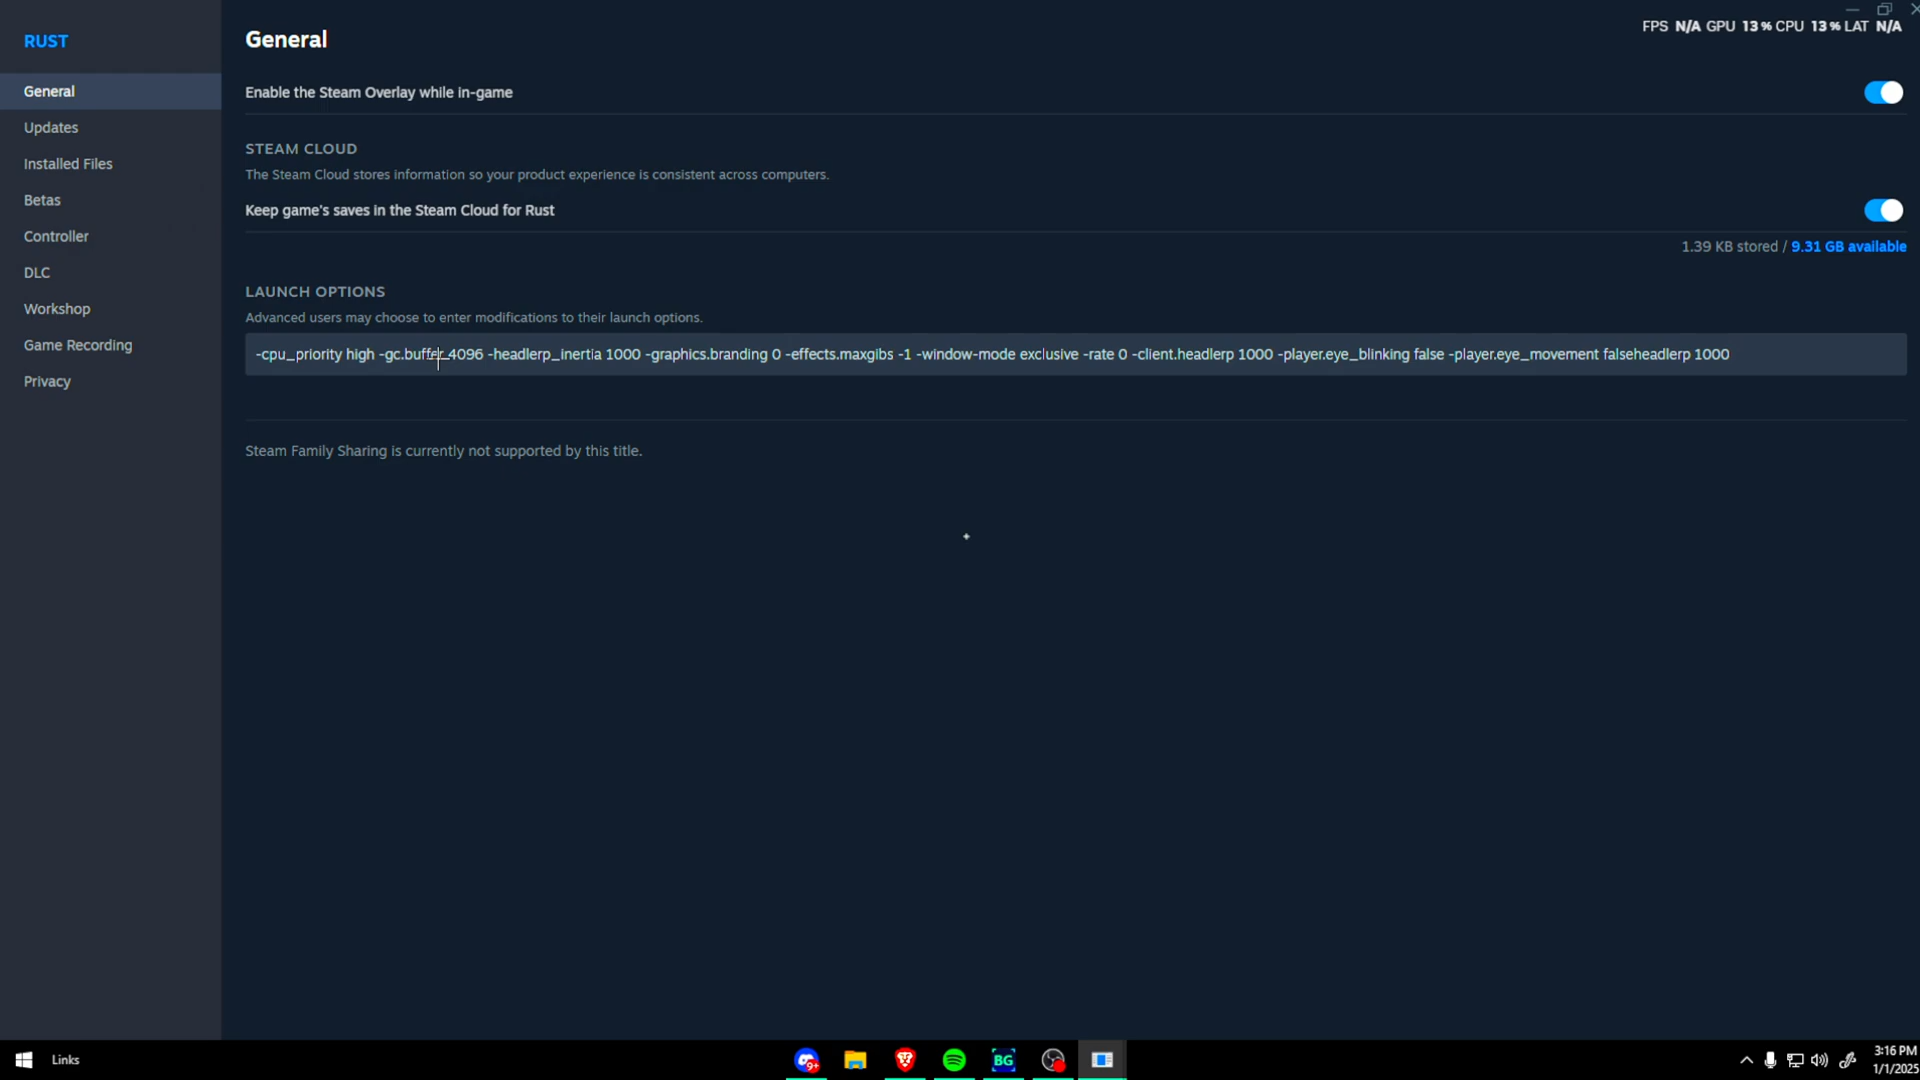 FPS N/A GPU 13 % CPU 13 % LAT N/A
RUST
General
Updates
Installed Files
Betas
Controller
DLC
Workshop
Game Recording
Privacy
General
Enable the Steam Overlay while in-game
STEAM CLOUD
The Steam Cloud stores information so your product experience is consistent across computers.
Keep game's saves in the Steam Cloud for Rust
1.39 KB stored / 9.31 GB available
LAUNCH OPTIONS
Advanced users may choose to enter modifications to their launch options.
-cpu_priority high -gc.buffer 4096 -headlerp_inertia 1000 -graphics.branding 0 -effects.maxgibs -1 -window-mode exclusive -rate 0 -client.headlerp 1000 -player.eye_blinking false -player.eye_movement falseheadlerp 1000
Steam Family Sharing is currently not supported by this title.
Links
9+
BG
3:16 PM
1/1/2025